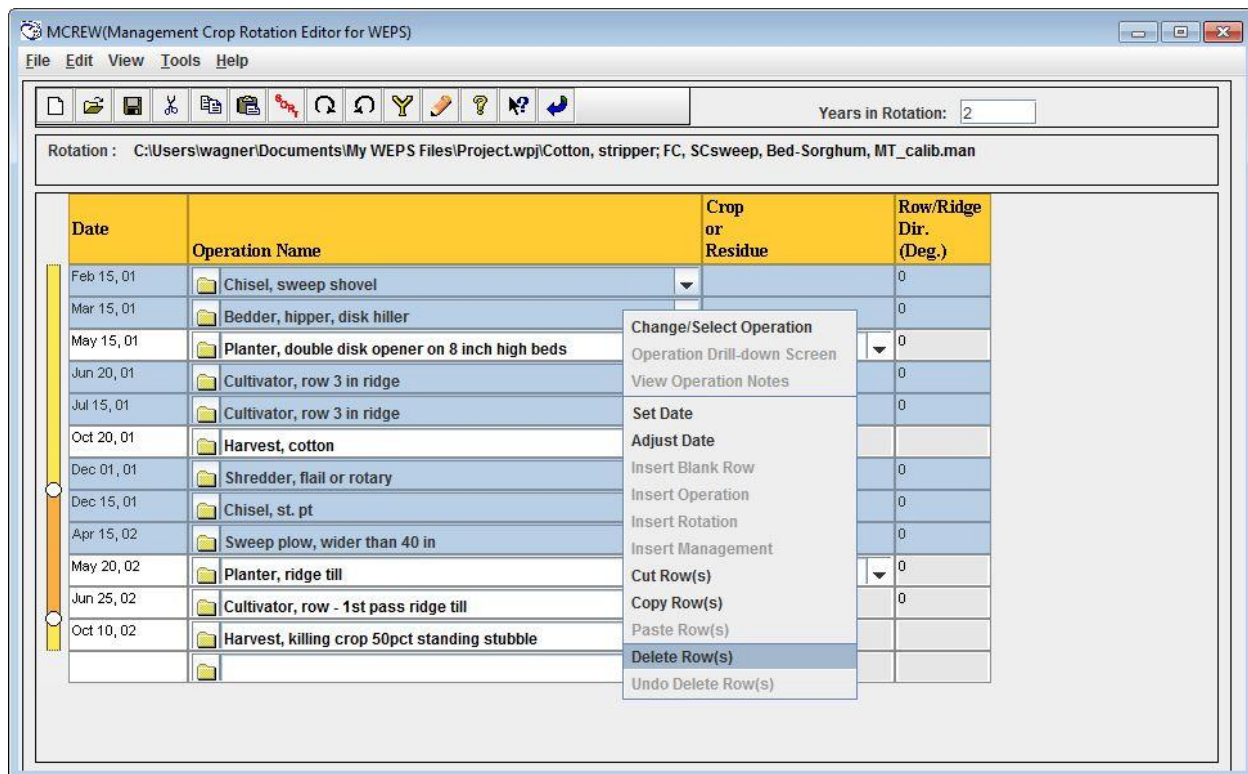 MCREW(Management Crop Rotation Editor for WEPS)
File Edit View Tools Help
SORT
Years in Rotation: 2
Rotation : C:\Users\wagner\Documents\My WEPS Files\Project.wpj\Cotton, stripper; FC, SCsweep, Bed-Sorghum, MT_calib.man
Date
Operation Name
Crop
or
Residue
Row/Ridge
Dir.
(Deg.)
Feb 15, 01 Chisel, sweep shovel 0
Mar 15, 01 Bedder, hipper, disk hiller 0
May 15, 01 Planter, double disk opener on 8 inch high beds 0
Jun 20, 01 Cultivator, row 3 in ridge 0
Jul 15, 01 Cultivator, row 3 in ridge 0
Oct 20, 01 Harvest, cotton
Dec 01, 01 Shredder, flail or rotary 0
Dec 15, 01 Chisel, st. pt 0
Apr 15, 02 Sweep plow, wider than 40 in 0
May 20, 02 Planter, ridge till 0
Jun 25, 02 Cultivator, row - 1st pass ridge till 0
Oct 10, 02 Harvest, killing crop 50pct standing stubble
Change/Select Operation
Operation Drill-down Screen
View Operation Notes
Set Date
Adjust Date
Insert Blank Row
Insert Operation
Insert Rotation
Insert Management
Cut Row(s)
Copy Row(s)
Paste Row(s)
Delete Row(s)
Undo Delete Row(s)